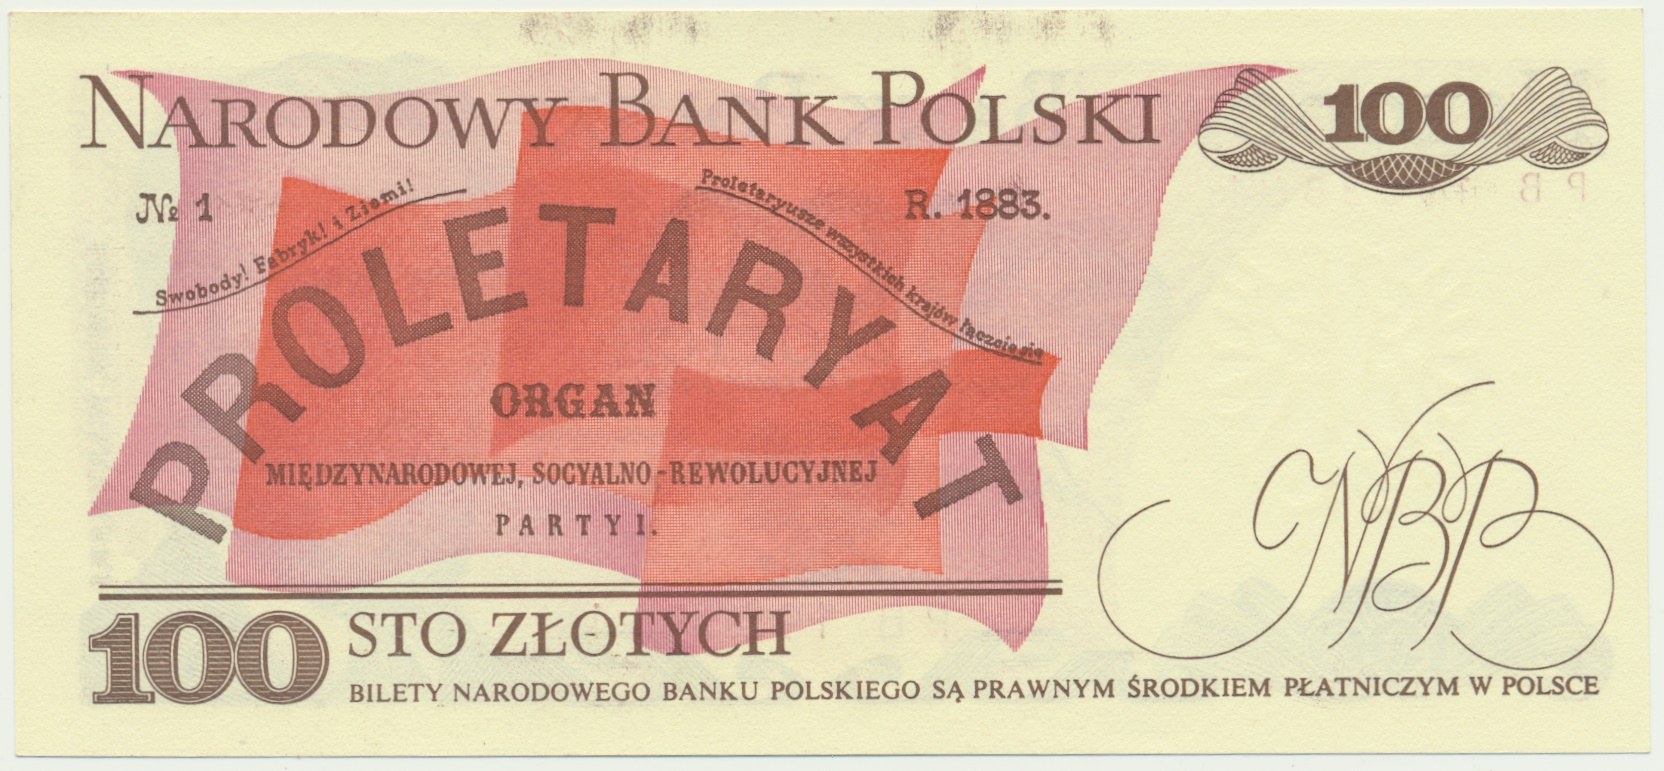 NARODOWY BANK POLSKI
100
№ 1
R. 1883.
Swobody! Fabryk! i Ziemi!
Proletaryusze wszystkich krajów łączcie się
PROLETARYAT
ORGAN
MIĘDZYNARODOWEJ, SOCYALNO-REWOLUCYJNEJ
PARTYI.
NBP
100 STO ZŁOTYCH
BILETY NARODOWEGO BANKU POLSKIEGO SĄ PRAWNYM ŚRODKIEM PŁATNICZYM W POLSCE